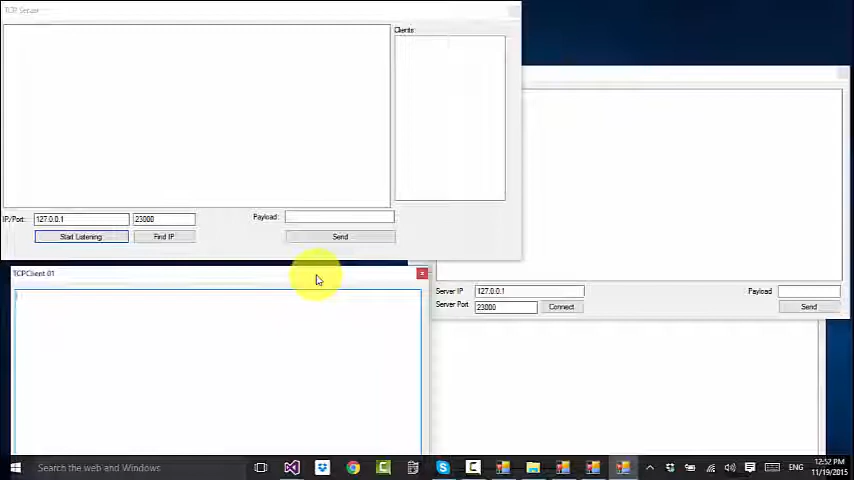 TCP Server
Clients:
IP/Port: 127.0.0.1 23000 Payload:
Start Listening Find IP Send
TCPClient 01
Server IP 127.0.0.1 Payload
Server Port 23000 Connect Send
Search the web and Windows
ENG
12:52 PM
11/19/2015